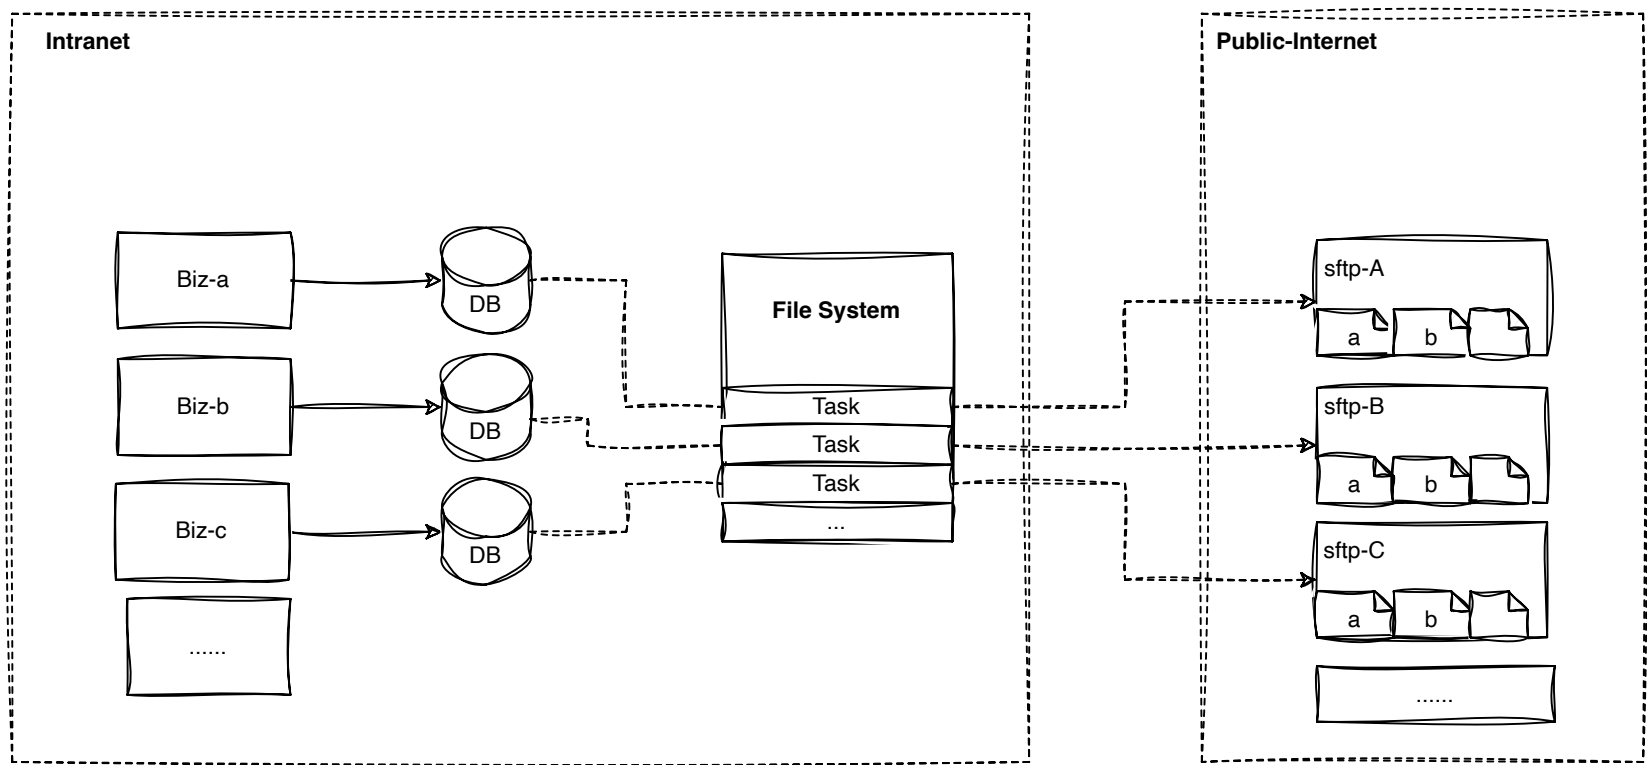 Intranet
Public-Internet
Biz-a
DB
File System
sftp-A
a
b
Biz-b
DB
Task
sftp-B
Task
a
b
Task
Biz-c
DB
...
sftp-C
a
b
......
......